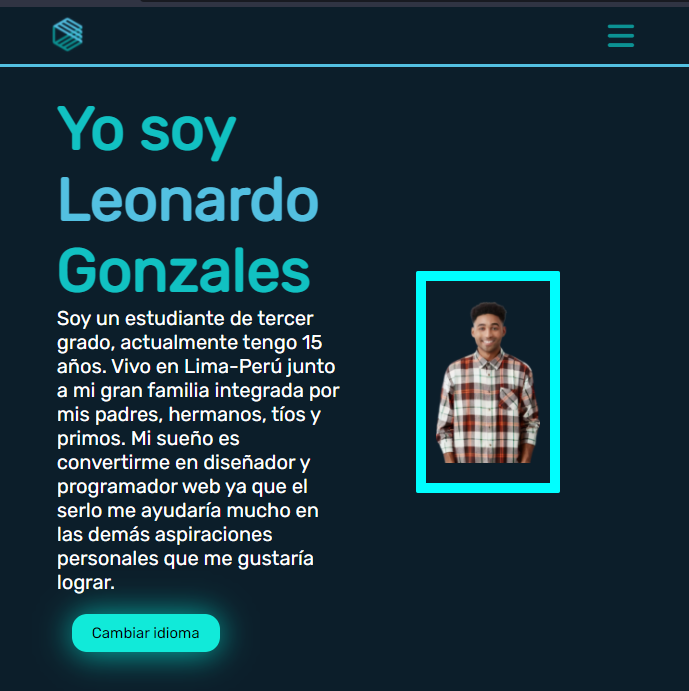 Yo soy
Leonardo
Gonzales
Soy un estudiante de tercer
grado, actualmente tengo 15
años. Vivo en Lima-Perú junto
a mi gran familia integrada por
mis padres, hermanos, tíos y
primos. Mi sueño es
convertirme en diseñador y
programador web ya que el
serlo me ayudaría mucho en
las demás aspiraciones
personales que me gustaría
lograr.
Cambiar idioma